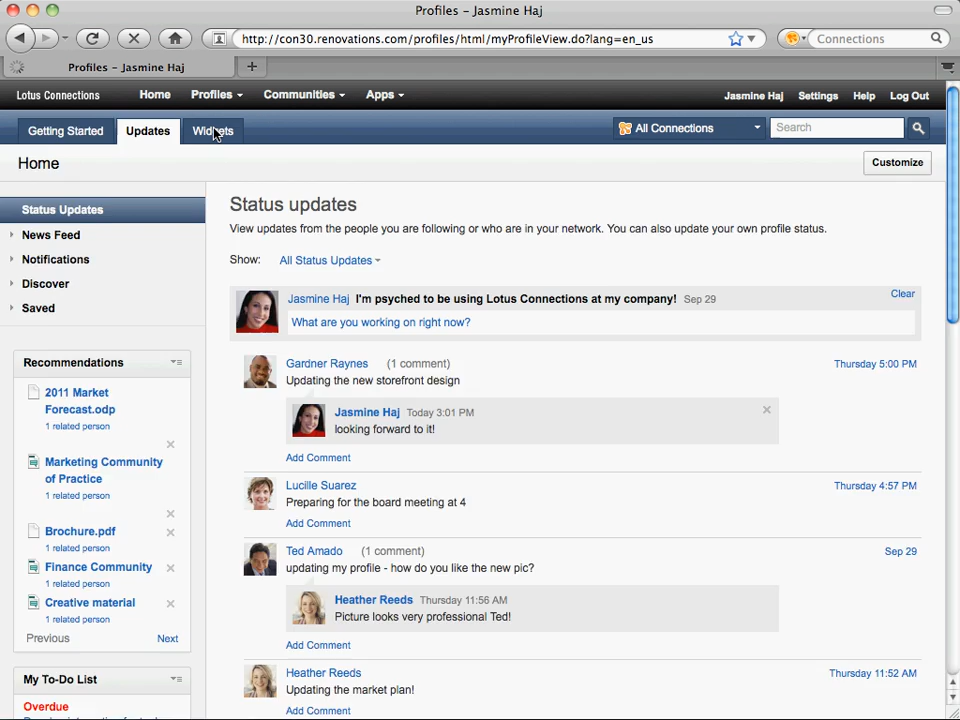 Profiles – Jasmine Haj
http://con30.renovations.com/profiles/html/myProfileView.do?lang=en_us
Connections
Profiles – Jasmine Haj
Lotus Connections
Home
Profiles
Communities
Apps
Jasmine Haj
Settings
Help
Log Out
Getting Started
Updates
Widgets
All Connections
Search
Home
Customize
Status Updates
News Feed
Notifications
Discover
Saved
Recommendations
2011 Market
Forecast.odp
1 related person
Marketing Community
of Practice
1 related person
Brochure.pdf
1 related person
Finance Community
1 related person
Creative material
1 related person
Previous
Next
My To-Do List
Overdue
Status updates
View updates from the people you are following or who are in your network. You can also update your own profile status.
Show: All Status Updates
Jasmine Haj I'm psyched to be using Lotus Connections at my company! Sep 29
Clear
What are you working on right now?
Gardner Raynes (1 comment)
Thursday 5:00 PM
Updating the new storefront design
Jasmine Haj Today 3:01 PM
looking forward to it!
Add Comment
Lucille Suarez
Thursday 4:57 PM
Preparing for the board meeting at 4
Add Comment
Ted Amado (1 comment)
Sep 29
updating my profile - how do you like the new pic?
Heather Reeds Thursday 11:56 AM
Picture looks very professional Ted!
Add Comment
Heather Reeds
Thursday 11:52 AM
Updating the market plan!
Add Comment